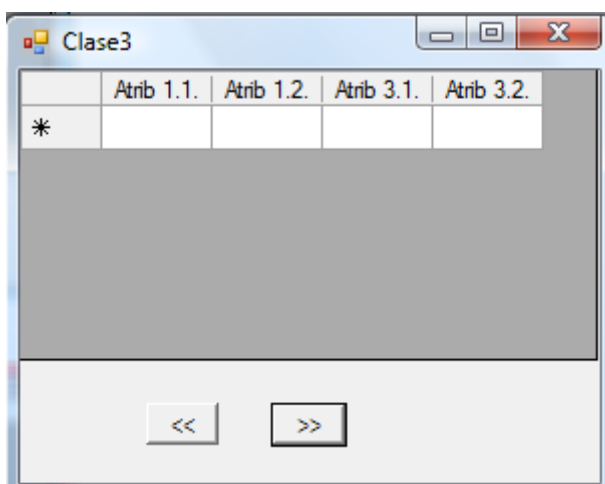 Clase3
Atrib 1.1. Atrib 1.2. Atrib 3.1. Atrib 3.2.
<< >>